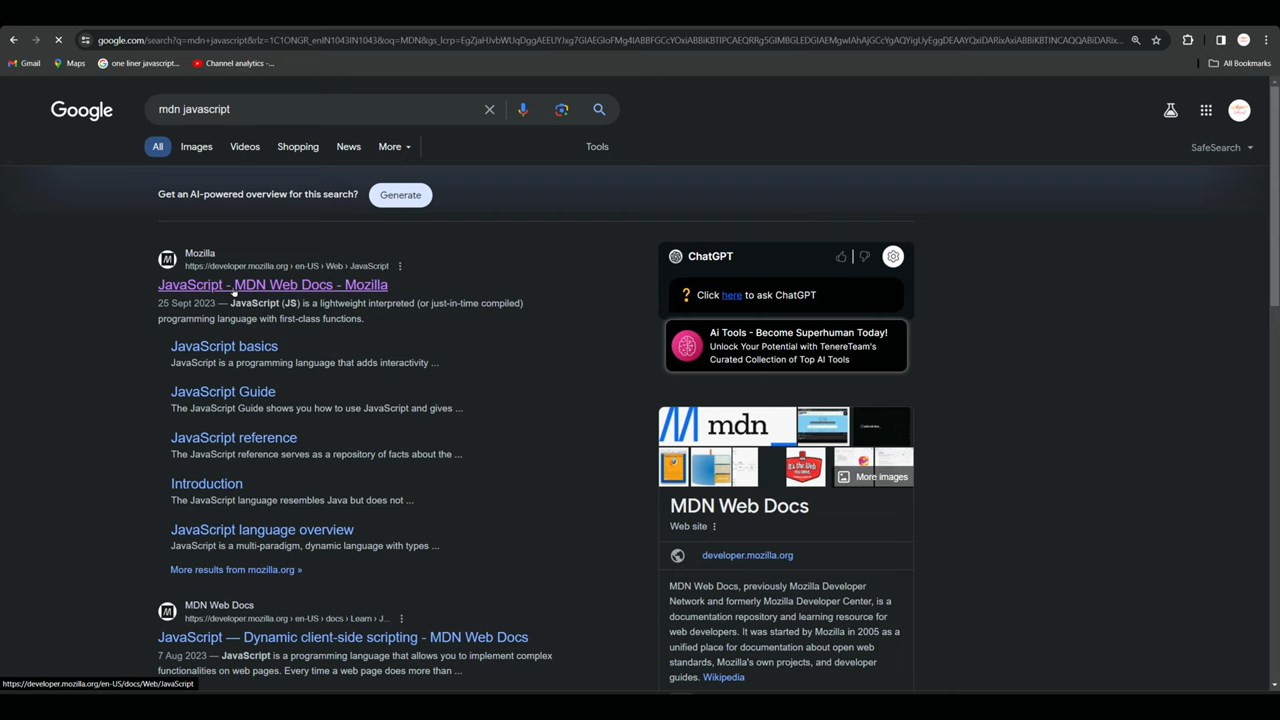 google.com/search?q=mdn+javascript&rlz=1C1ONGR_enIN1043IN1043&oq=MDN&gs_lcrp=
Gmail Maps one liner javascript... Channel analytics -... All Bookmarks
Google mdn javascript
All Images Videos Shopping News More Tools SafeSearch
Get an AI-powered overview for this search? Generate
Mozilla
https://developer.mozilla.org › en-US › Web › JavaScript
JavaScript - MDN Web Docs - Mozilla
25 Sept 2023 — JavaScript (JS) is a lightweight interpreted (or just-in-time compiled)
programming language with first-class functions.
JavaScript basics
JavaScript is a programming language that adds interactivity ...
JavaScript Guide
The JavaScript Guide shows you how to use JavaScript and gives ...
JavaScript reference
The JavaScript reference serves as a repository of facts about the ...
Introduction
The JavaScript language resembles Java but does not ...
JavaScript language overview
JavaScript is a multi-paradigm, dynamic language with types ...
More results from mozilla.org »
MDN Web Docs
https://developer.mozilla.org › en-US › docs › Learn › J...
JavaScript — Dynamic client-side scripting - MDN Web Docs
7 Aug 2023 — JavaScript is a programming language that allows you to implement complex
functionalities on web pages. Every time a web page does more than ...
https://developer.mozilla.org/en-US/docs/Web/JavaScript
ChatGPT
? Click here to ask ChatGPT
Ai Tools - Become Superhuman Today!
Unlock Your Potential with TenereTeam's
Curated Collection of Top AI Tools
mdn
More images
MDN Web Docs
Web site
developer.mozilla.org
MDN Web Docs, previously Mozilla Developer
Network and formerly Mozilla Developer Center, is a
documentation repository and learning resource for
web developers. It was started by Mozilla in 2005 as a
unified place for documentation about open web
standards, Mozilla's own projects, and developer
guides. Wikipedia